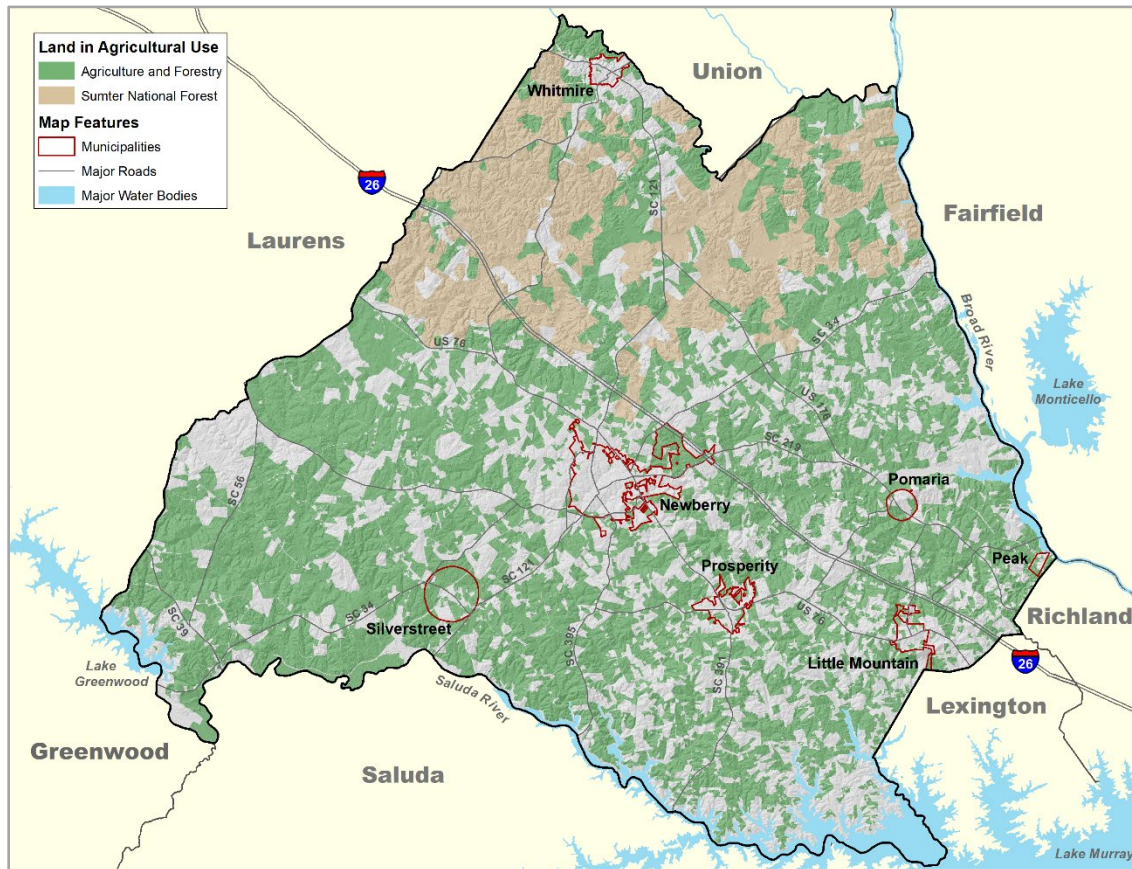 Land in Agricultural Use
Agriculture and Forestry
Sumter National Forest
Map Features
Municipalities
Major Roads
Major Water Bodies
Union
Whitmire
26
SC 121
Fairfield
Laurens
Broad River
SC 34
US 76
Lake
Monticello
US 176
SC 219
SC 56
Pomaria
Newberry
Peak
Prosperity
SC 121
SC 34
US 76
Richland
SC 39
Silverstreet
SC 395
Little Mountain
26
Lake
Greenwood
SC 391
Saluda River
Lexington
Greenwood
Saluda
Lake Murray